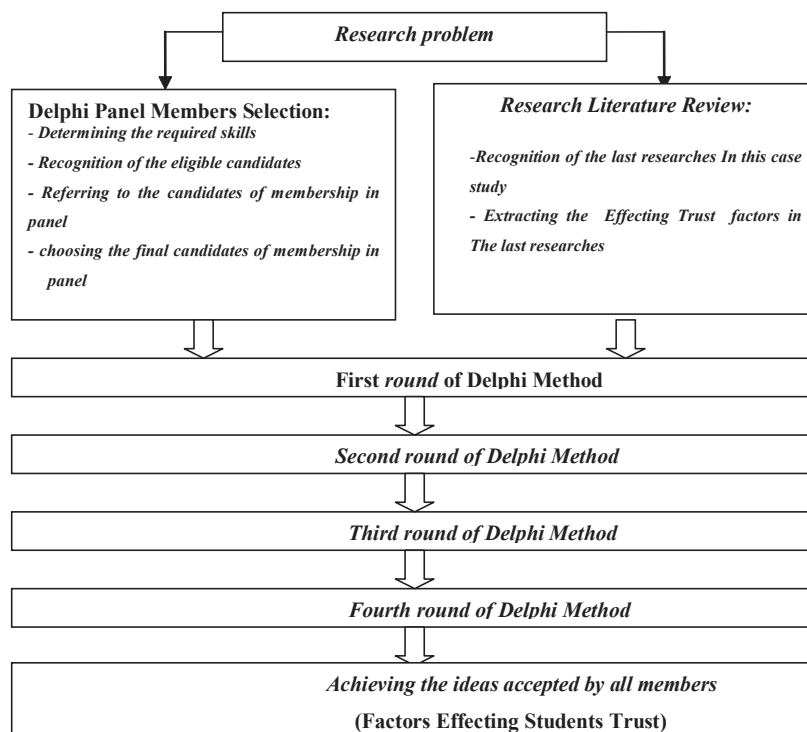 Research problem
Delphi Panel Members Selection:
- Determining the required skills
- Recognition of the eligible candidates
- Referring to the candidates of membership in
panel
- choosing the final candidates of membership in
panel
Research Literature Review:
-Recognition of the last researches In this case
study
- Extracting the Effecting Trust factors in
The last researches
First round of Delphi Method
Second round of Delphi Method
Third round of Delphi Method
Fourth round of Delphi Method
Achieving the ideas accepted by all members
(Factors Effecting Students Trust)